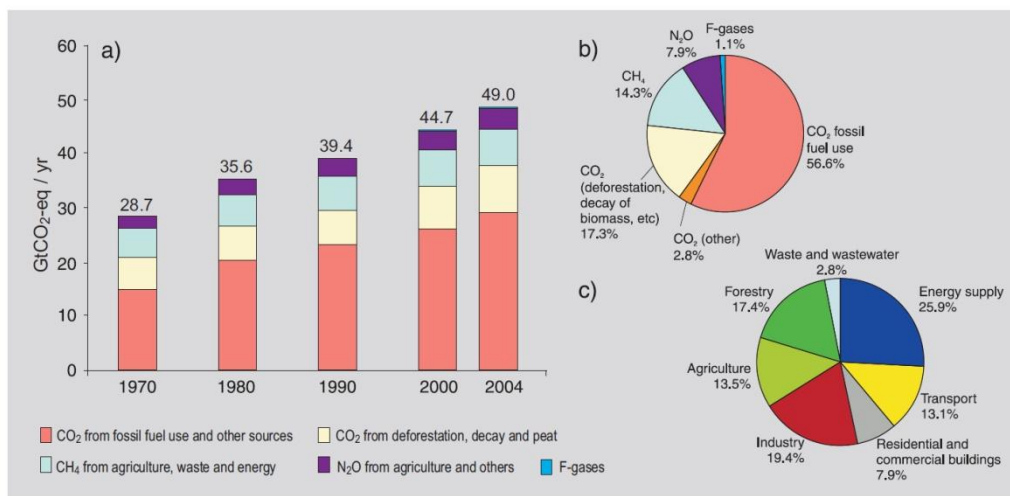 a)
GtCO₂-eq / yr
60
50
40
30
20
10
0
28.7
35.6
39.4
44.7
49.0
1970
1980
1990
2000
2004
b)
F-gases
1.1%
N₂O
7.9%
CH₄
14.3%
CO₂ fossil
fuel use
56.6%
CO₂
(deforestation,
decay of
biomass, etc)
17.3%
CO₂ (other)
2.8%
c)
Waste and wastewater
2.8%
Energy supply
25.9%
Forestry
17.4%
Agriculture
13.5%
Transport
13.1%
Industry
19.4%
Residential and
commercial buildings
7.9%
CO₂ from fossil fuel use and other sources
CO₂ from deforestation, decay and peat
CH₄ from agriculture, waste and energy
N₂O from agriculture and others
F-gases